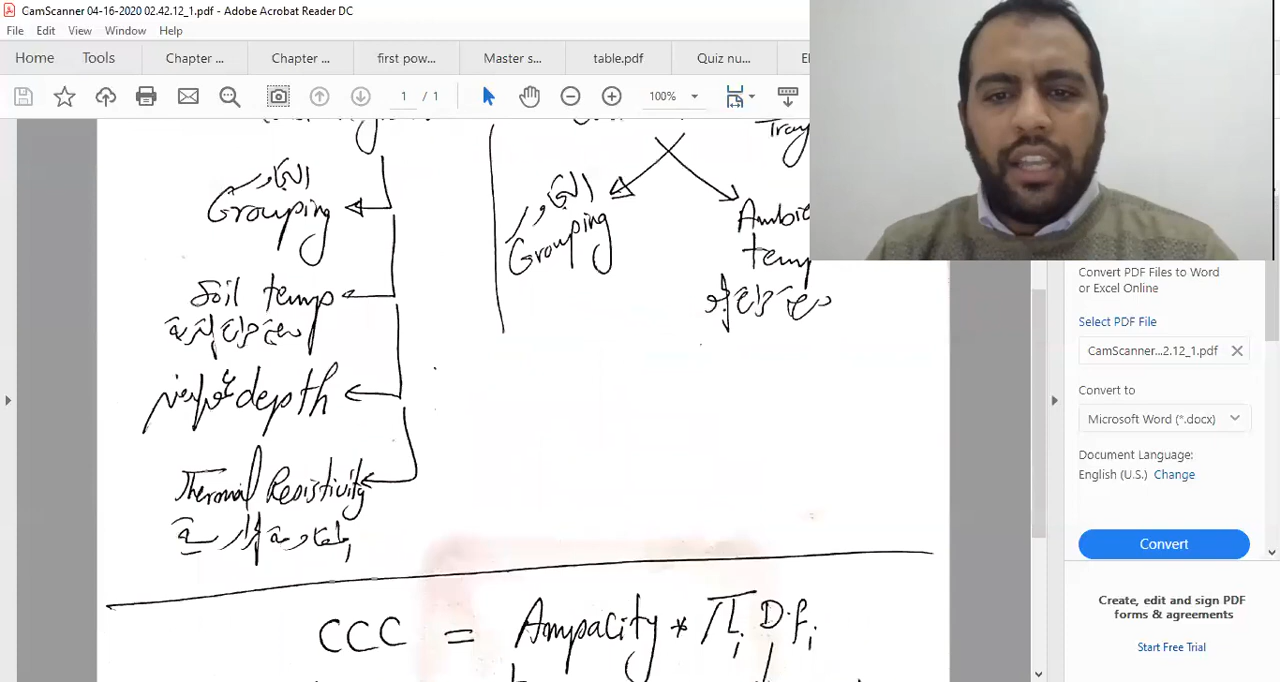 CamScanner 04-16-2020 02.42.12_1.pdf - Adobe Acrobat Reader DC
File Edit View Window Help
Home Tools Chapter ... Chapter ... first pow... Master s... table.pdf Quiz nu...
1 / 1 100%
Tray
التجاور
Grouping
التجاور
Grouping
Ambie
temp
درجة حرارة الجو
Soil temp
درجة حرارة التربة
depth
Thermal Resistivity
CCC = Ampacity * π D.f
i i
Convert PDF Files to Word
or Excel Online
Select PDF File
CamScanner...2.12_1.pdf
Convert to
Microsoft Word (*.docx)
Document Language:
English (U.S.) Change
Convert
Create, edit and sign PDF
forms & agreements
Start Free Trial